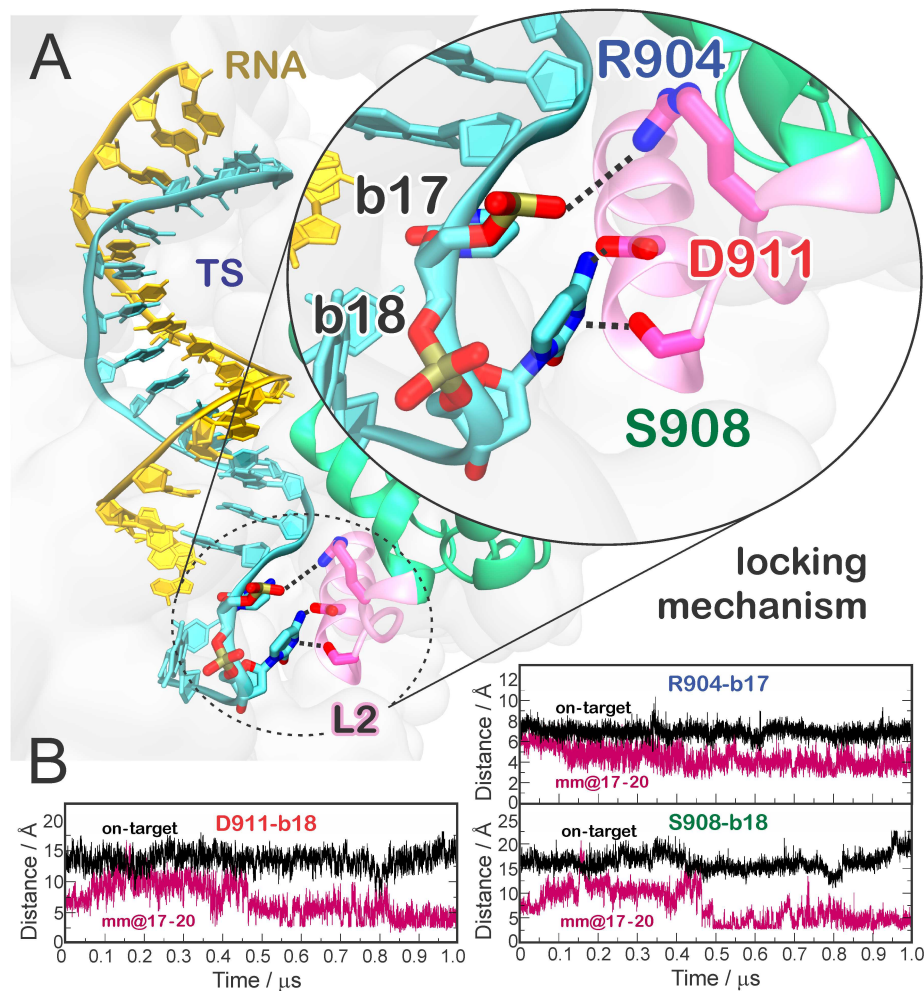 A
RNA
TS
R904
b17
D911
b18
S908
locking
mechanism
L2
B
D911-b18
on-target
mm@17-20
Distance / Å
20
15
10
5
0
0 0.1 0.2 0.3 0.4 0.5 0.6 0.7 0.8 0.9 1.0
Time / μs
R904-b17
on-target
mm@17-20
Distance / Å
12
10
8
6
4
2
0
S908-b18
on-target
mm@17-20
Distance / Å
25
20
15
10
5
0
0 0.1 0.2 0.3 0.4 0.5 0.6 0.7 0.8 0.9 1.0
Time / μs